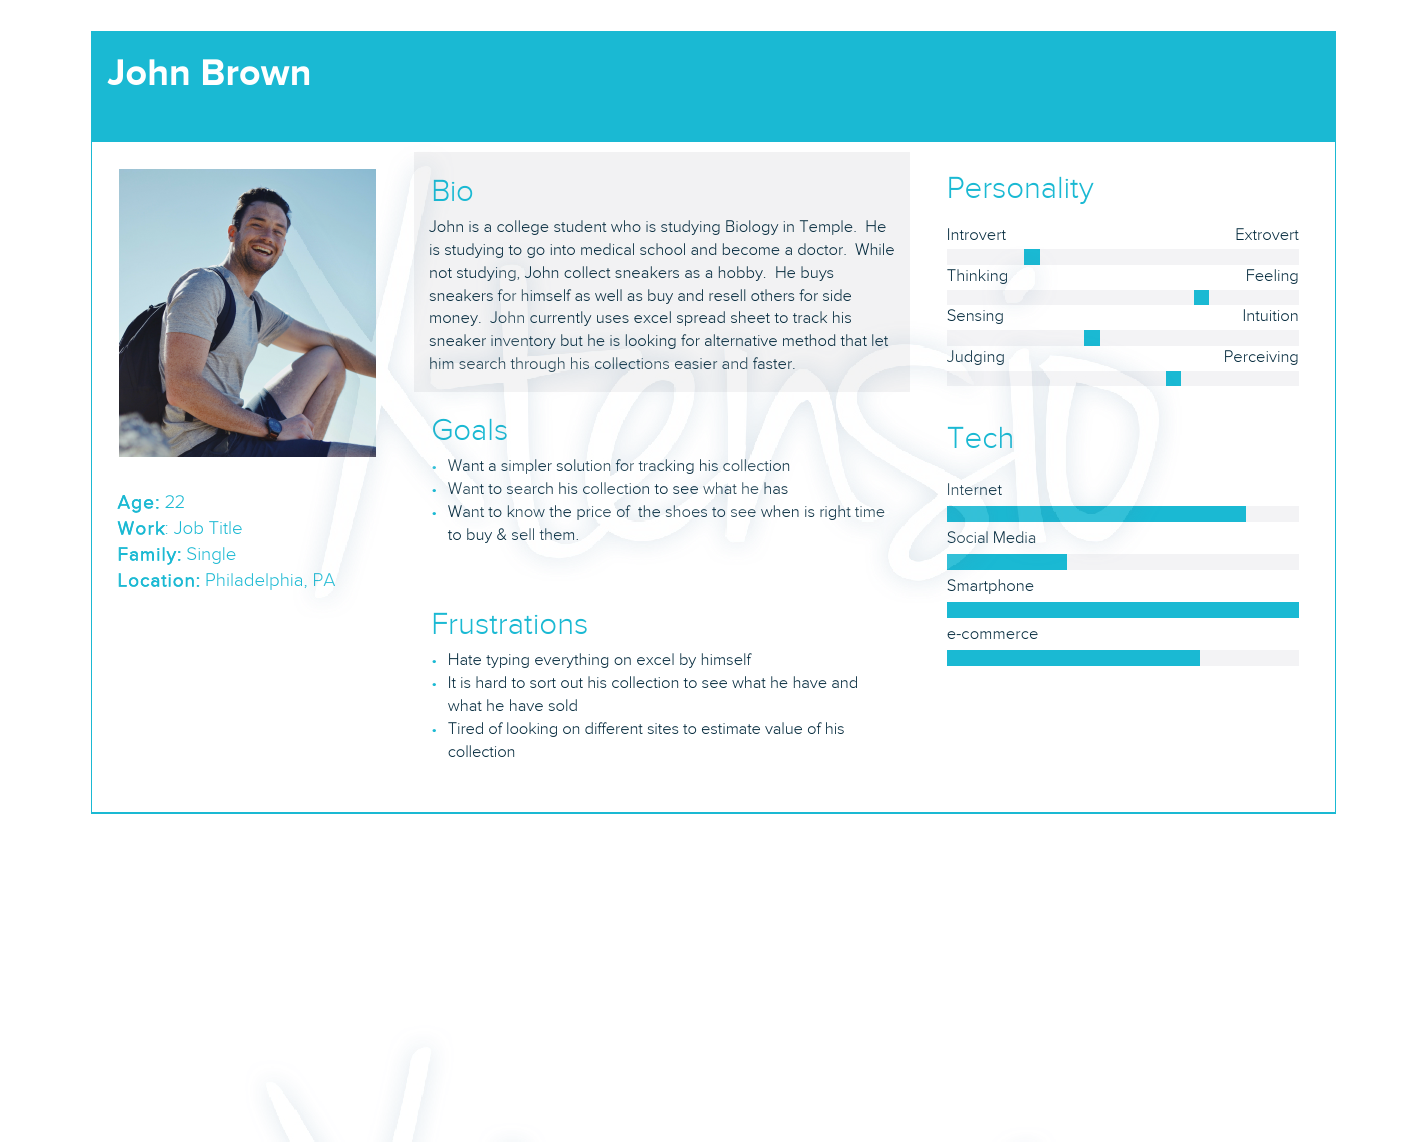 John Brown
Bio
John is a college student who is studying Biology in Temple.  He
is studying to go into medical school and become a doctor.  While
not studying, John collect sneakers as a hobby.  He buys
sneakers for himself as well as buy and resell others for side
money.  John currently uses excel spread sheet to track his
sneaker inventory but he is looking for alternative method that let
him search through his collections easier and faster.
Goals
• Want a simpler solution for tracking his collection
• Want to search his collection to see what he has
• Want to know the price of  the shoes to see when is right time
to buy & sell them.
Frustrations
• Hate typing everything on excel by himself
• It is hard to sort out his collection to see what he have and
what he have sold
• Tired of looking on different sites to estimate value of his
collection
Age: 22
Work: Job Title
Family: Single
Location: Philadelphia, PA
Personality
Introvert Extrovert
Thinking Feeling
Sensing Intuition
Judging Perceiving
Tech
Internet
Social Media
Smartphone
e-commerce
Xtensio